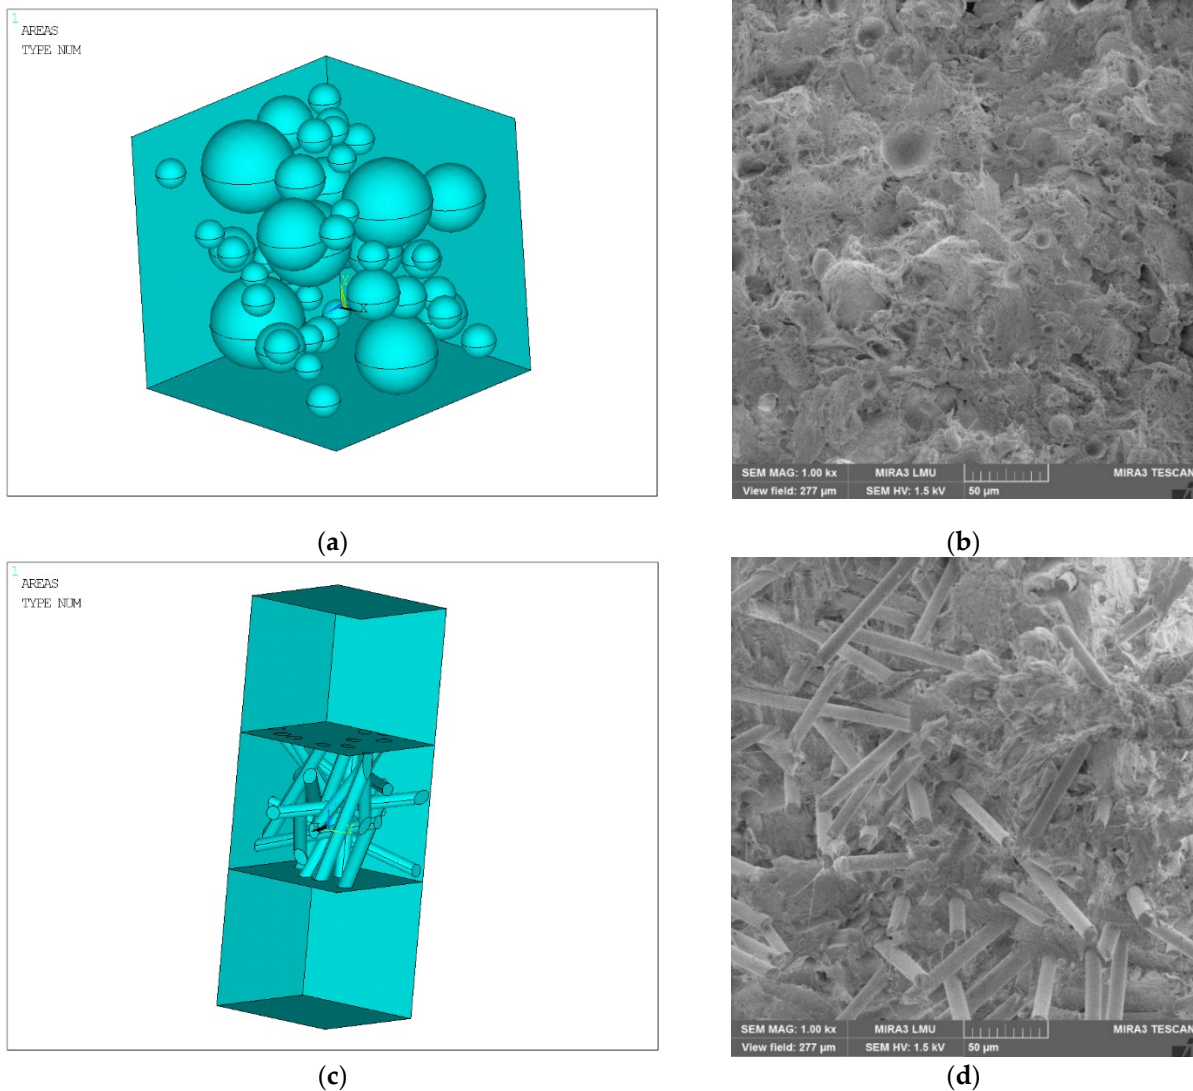 1
AREAS
TYPE NUM
(a)
SEM MAG: 1.00 kx MIRA3 LMU MIRA3 TESCAN
View field: 277 µm SEM HV: 1.5 kV 50 µm
(b)
1
AREAS
TYPE NUM
X
(c)
SEM MAG: 1.00 kx MIRA3 LMU MIRA3 TESCAN
View field: 277 µm SEM HV: 1.5 kV 50 µm
(d)